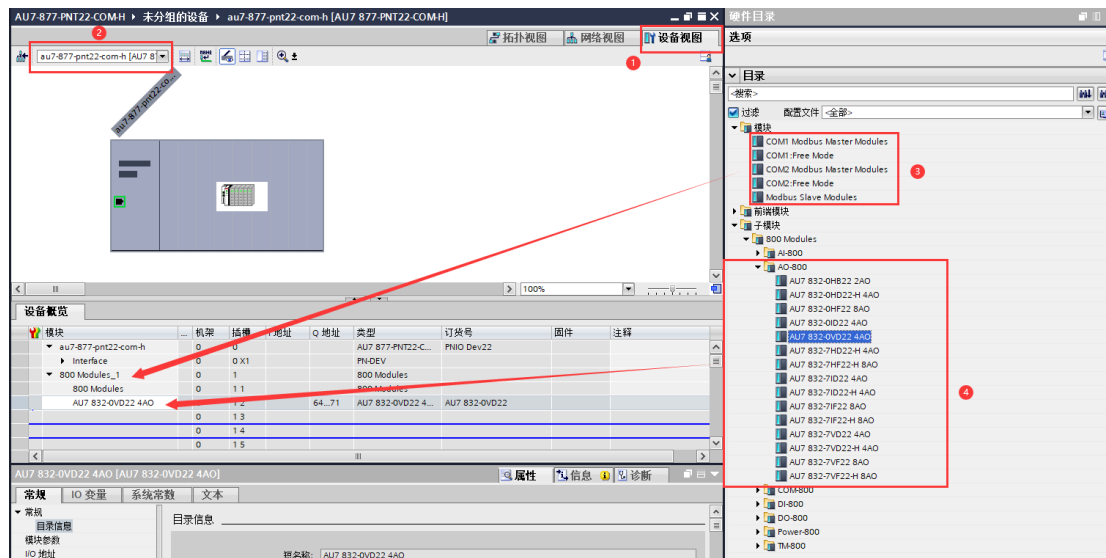 AU7-877-PNT22-COM-H ▸ 未分组的设备 ▸ au7-877-pnt22-com-h [AU7 877-PNT22-COM-H]
拓扑视图 网络视图 设备视图
au7-877-pnt22-com-h [AU7 8
2
1
au7-877-pnt22-co...
100%
设备概览
模块 ... 机架 插槽 I 地址 Q 地址 类型 订货号 固件 注释
au7-877-pnt22-com-h 0 0 AU7 877-PNT22-C... PNIO Dev22
Interface 0 0 X1 PN-DEV
800 Modules_1 0 1 800 Modules
800 Modules 0 1 1 800 Modules
AU7 832-0VD22 4AO 0 1 2 64...71 AU7 832-0VD22 4... AU7 832-0VD22
0 1 3
0 1 4
0 1 5
AU7 832-0VD22 4AO [AU7 832-0VD22 4AO]
属性 信息 诊断
常规 IO 变量 系统常数 文本
常规
目录信息
模块参数
I/O 地址
目录信息
短名称: AU7 832-0VD22 4AO
硬件目录
选项
目录
<搜索>
过滤 配置文件 <全部>
模块
COM1 Modbus Master Modules
COM1:Free Mode
COM2 Modbus Master Modules
COM2:Free Mode
Modbus Slave Modules
3
前端模块
子模块
800 Modules
AI-800
AO-800
AU7 832-0HB22 2AO
AU7 832-0HD22-H 4AO
AU7 832-0HF22 8AO
AU7 832-0ID22 4AO
AU7 832-0VD22 4AO
AU7 832-7HD22-H 4AO
AU7 832-7HF22-H 8AO
AU7 832-7ID22 4AO
AU7 832-7ID22-H 4AO
AU7 832-7IF22 8AO
AU7 832-7IF22-H 8AO
AU7 832-7VD22 4AO
AU7 832-7VD22-H 4AO
AU7 832-7VF22 8AO
AU7 832-7VF22-H 8AO
4
COM-800
DI-800
DO-800
Power-800
TM-800